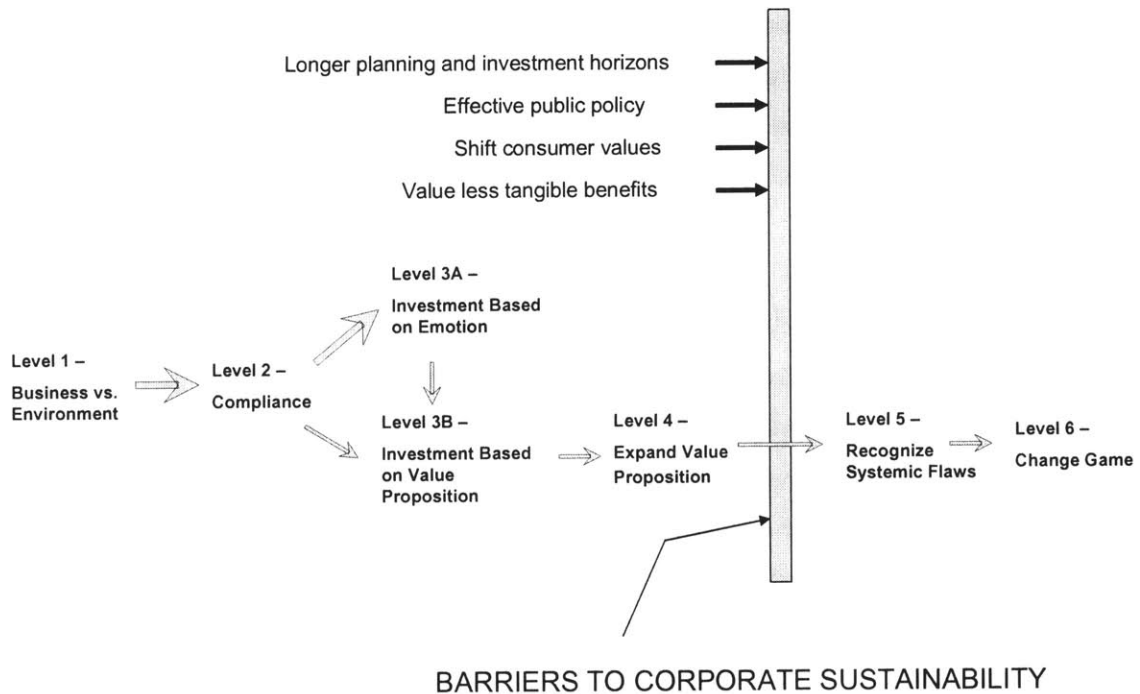 Longer planning and investment horizons
Effective public policy
Shift consumer values
Value less tangible benefits
Level 3A –
Investment Based
on Emotion
Level 1 –
Business vs.
Environment
Level 2 –
Compliance
Level 3B –
Investment Based
on Value
Proposition
Level 4 –
Expand Value
Proposition
Level 5 –
Recognize
Systemic Flaws
Level 6 –
Change Game
BARRIERS TO CORPORATE SUSTAINABILITY